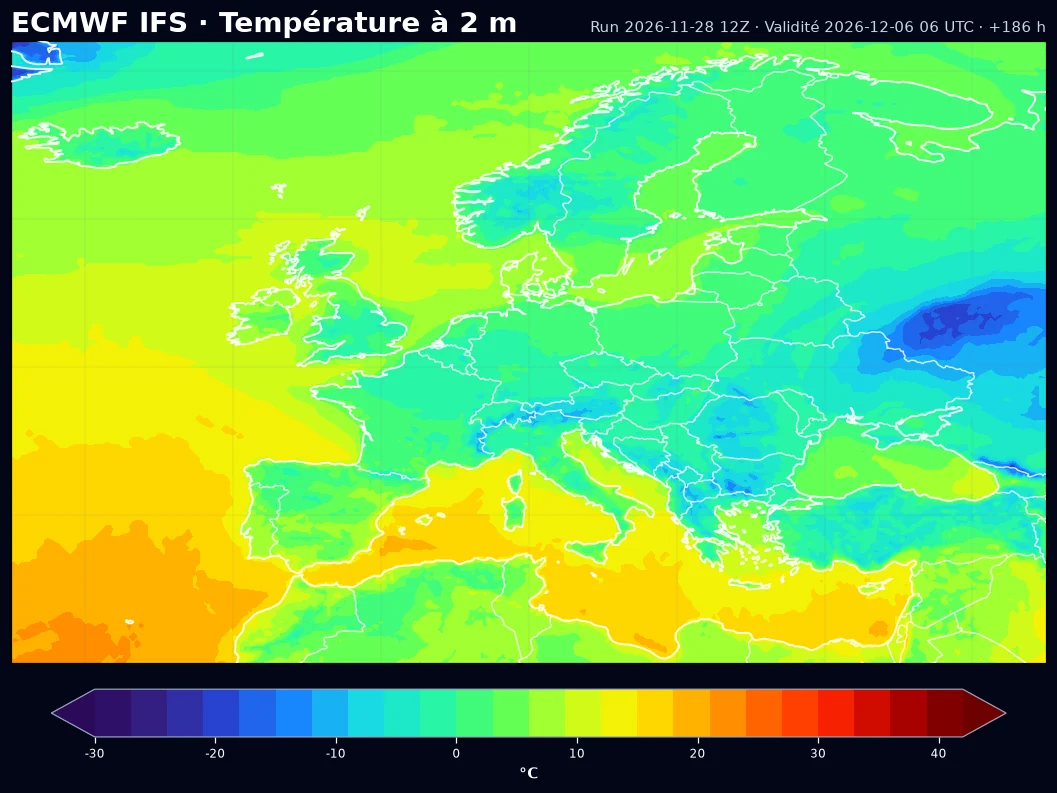 ECMWF IFS · Température à 2 m
Run 2026-11-28 12Z · Validité 2026-12-06 06 UTC · +186 h
-30 -20 -10 0 10 20 30 40
°C